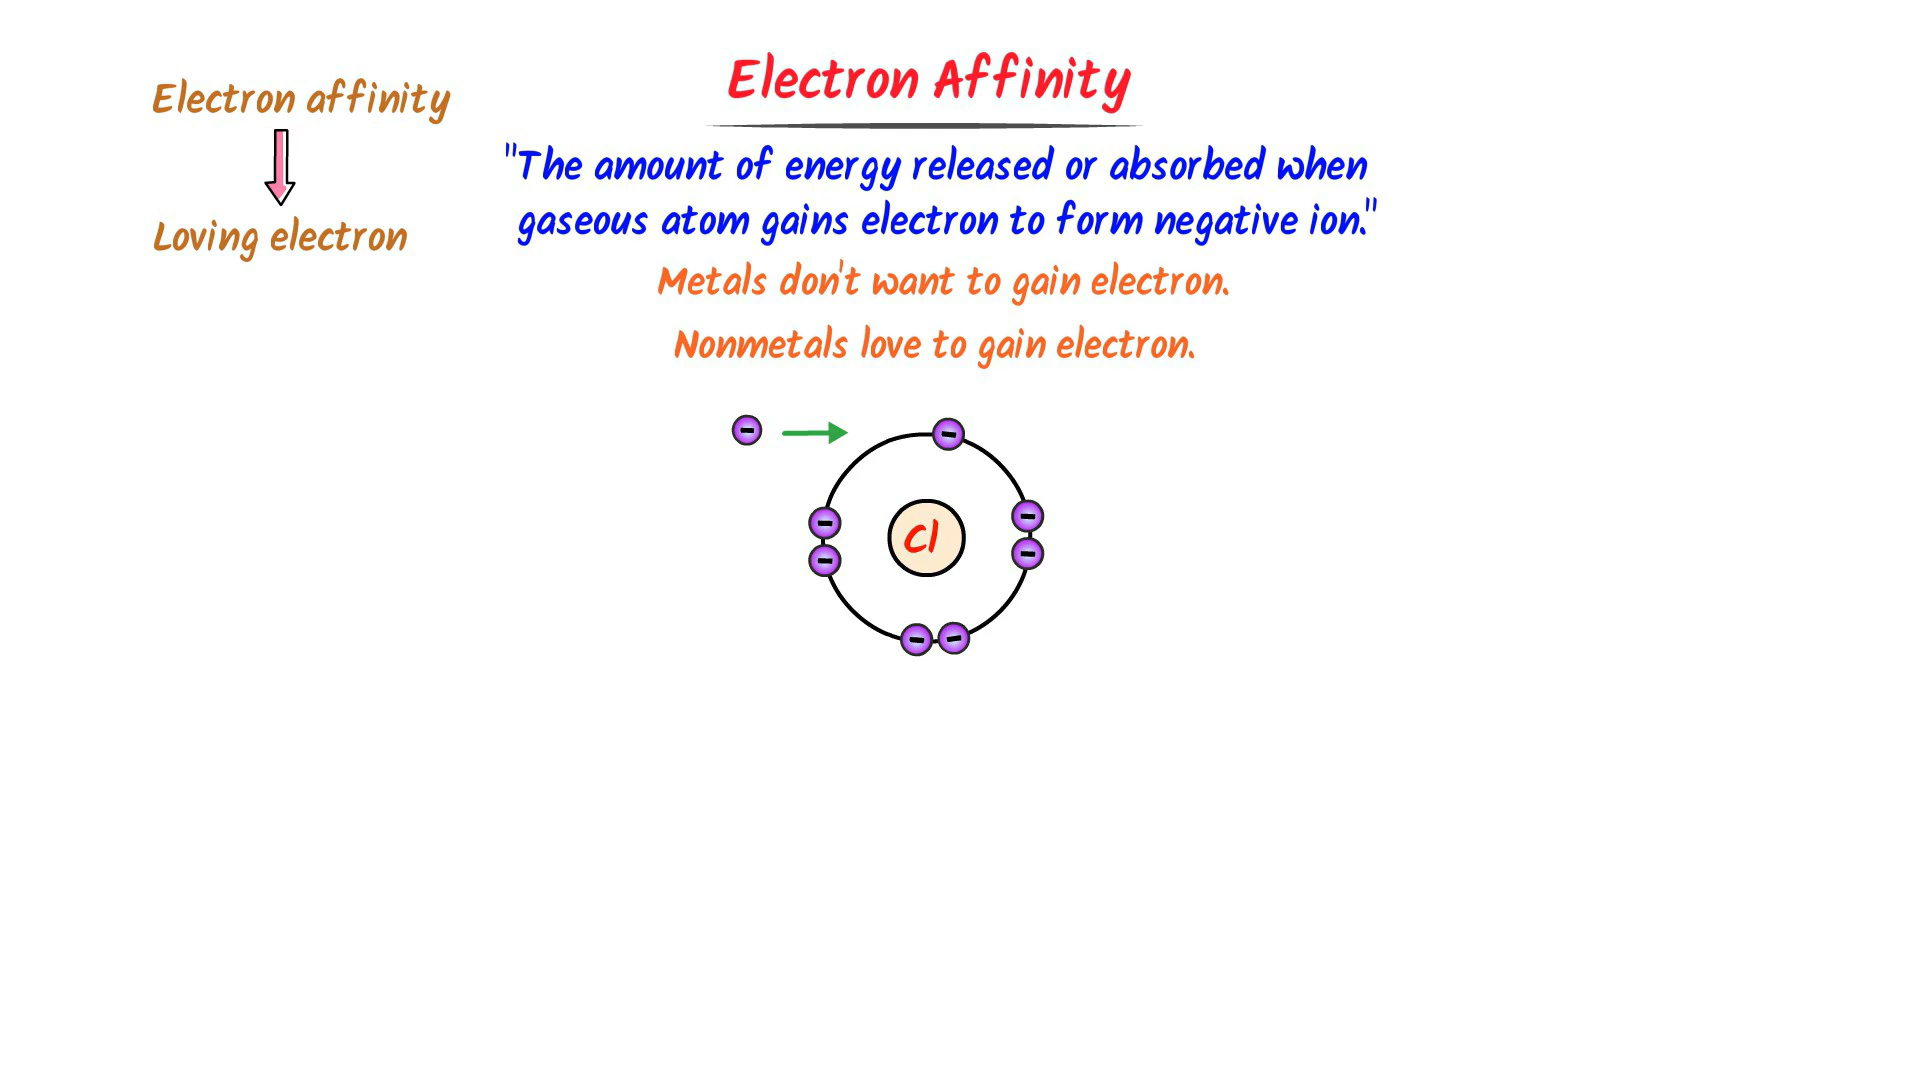 Electron Affinity
Electron affinity
Loving electron
"The amount of energy released or absorbed when
gaseous atom gains electron to form negative ion."
Metals don't want to gain electron.
Nonmetals love to gain electron.
Cl